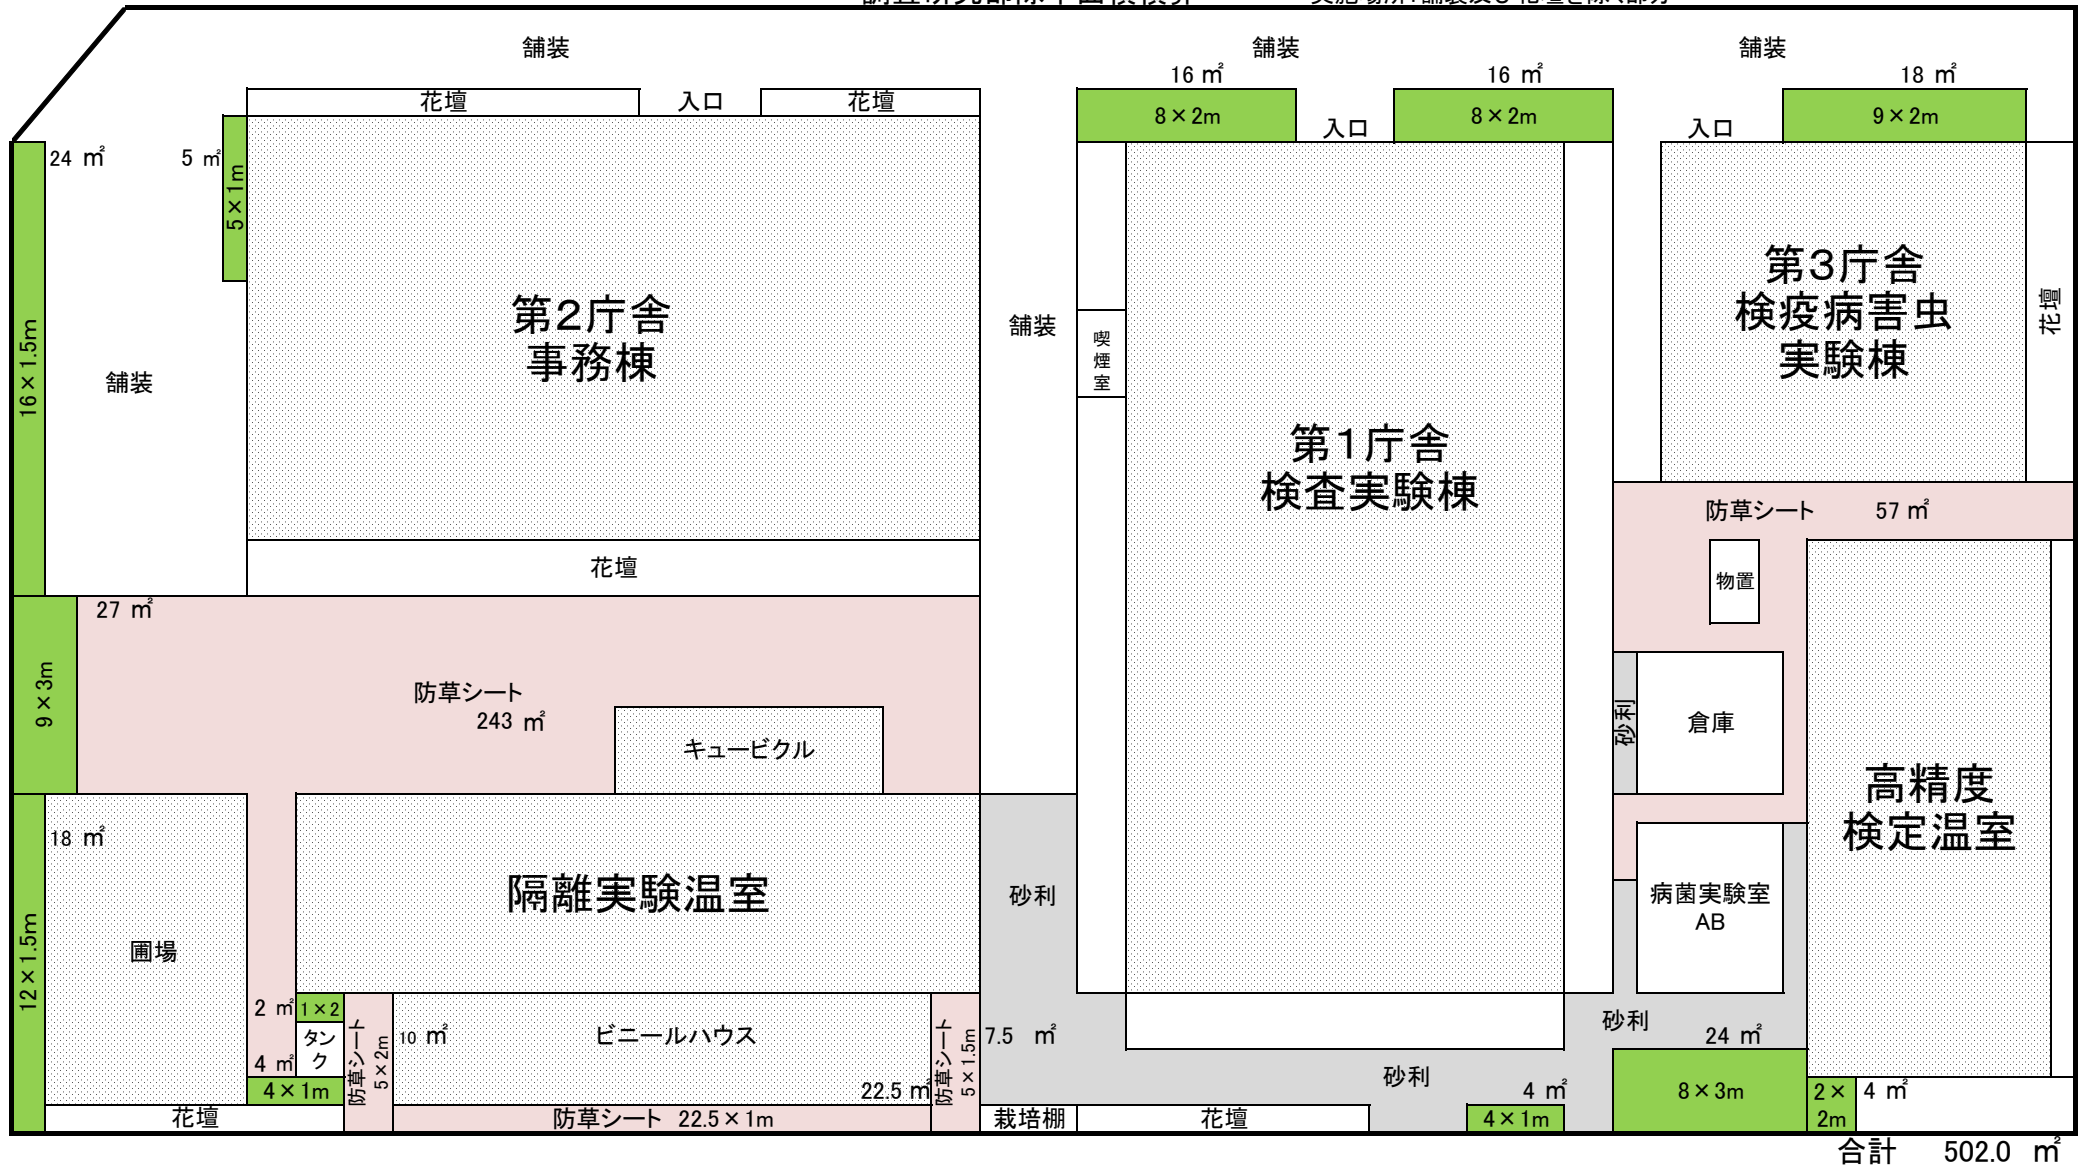 舗装
舗装
舗装
16 ㎡
16 ㎡
18 ㎡
花壇
入口
花壇
8×2m
入口
8×2m
入口
9×2m
24 ㎡
5 ㎡
5×1m
16×1.5m
舗装
第2庁舎
事務棟
舗装
喫
煙
室
第1庁舎
検査実験棟
第3庁舎
検疫病害虫
実験棟
花壇
花壇
防草シート 57 ㎡
物置
27 ㎡
9×3m
防草シート
243 ㎡
キュービクル
砂利
倉庫
高精度
検定温室
18 ㎡
12×1.5m
圃場
隔離実験温室
砂利
病菌実験室
AB
2 ㎡
1×2
タン
ク
4 ㎡
4×1m
防草シート
5×2m
10 ㎡
ビニールハウス
22.5 ㎡
防草シート
5×1.5m
7.5 ㎡
砂利
24 ㎡
砂利
4 ㎡
8×3m
2×
2m
4 ㎡
花壇
防草シート 22.5×1m
栽培棚
花壇
4×1m
合計 502.0 ㎡